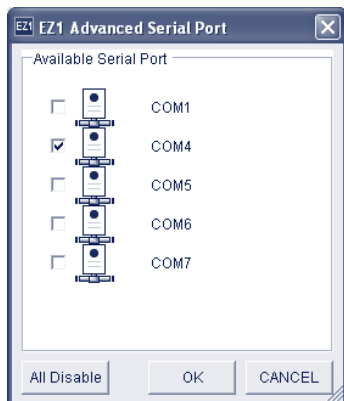 EZ1 EZ1 Advanced Serial Port
Available Serial Port
COM1
COM4
COM5
COM6
COM7
All Disable OK CANCEL